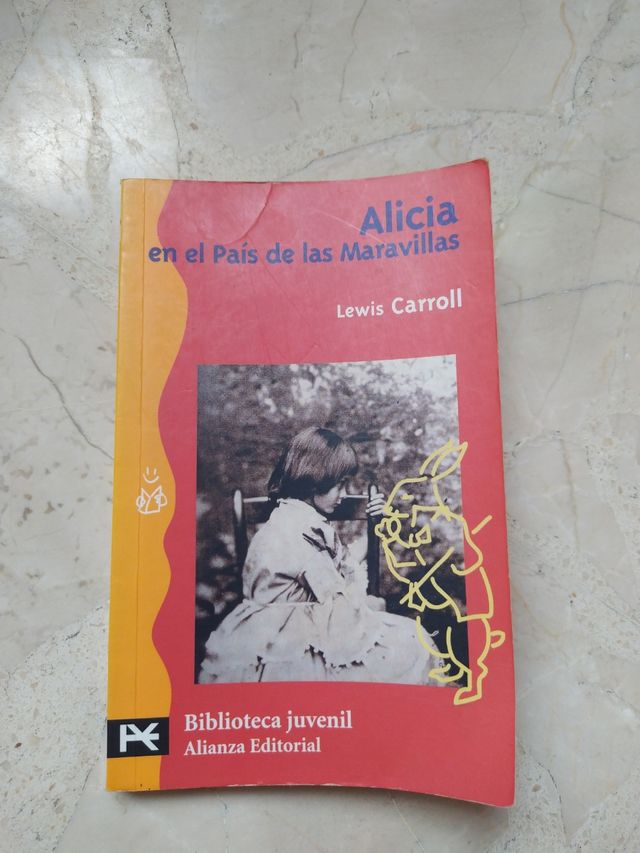 Alicia
en el País de las Maravillas
Lewis Carroll
Biblioteca juvenil
Alianza Editorial